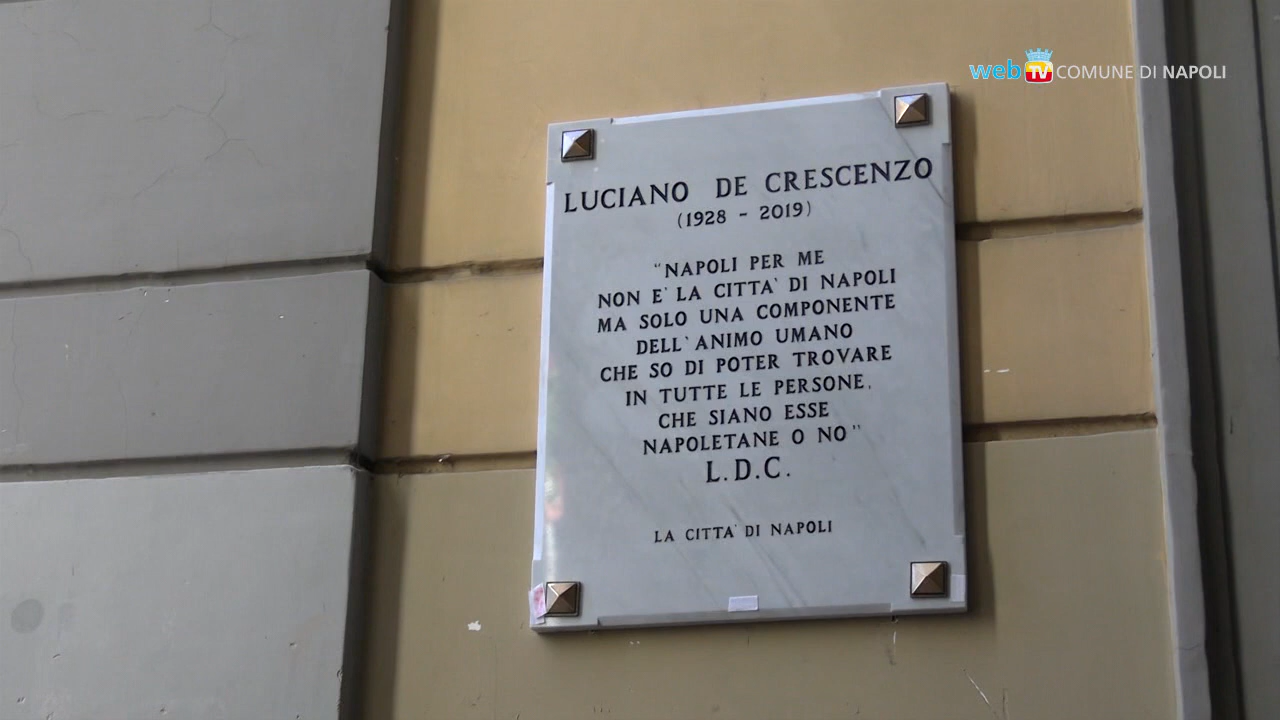 web TV COMUNE DI NAPOLI
LUCIANO DE CRESCENZO
(1928 - 2019)
"NAPOLI PER ME
NON E' LA CITTA' DI NAPOLI
MA SOLO UNA COMPONENTE
DELL'ANIMO UMANO
CHE SO DI POTER TROVARE
IN TUTTE LE PERSONE,
CHE SIANO ESSE
NAPOLETANE O NO"
L.D.C.
LA CITTA' DI NAPOLI